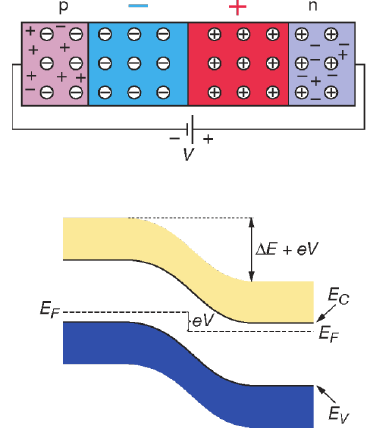 p − + n
− +
V
ΔE + eV
E_C
E_F eV E_F
E_V